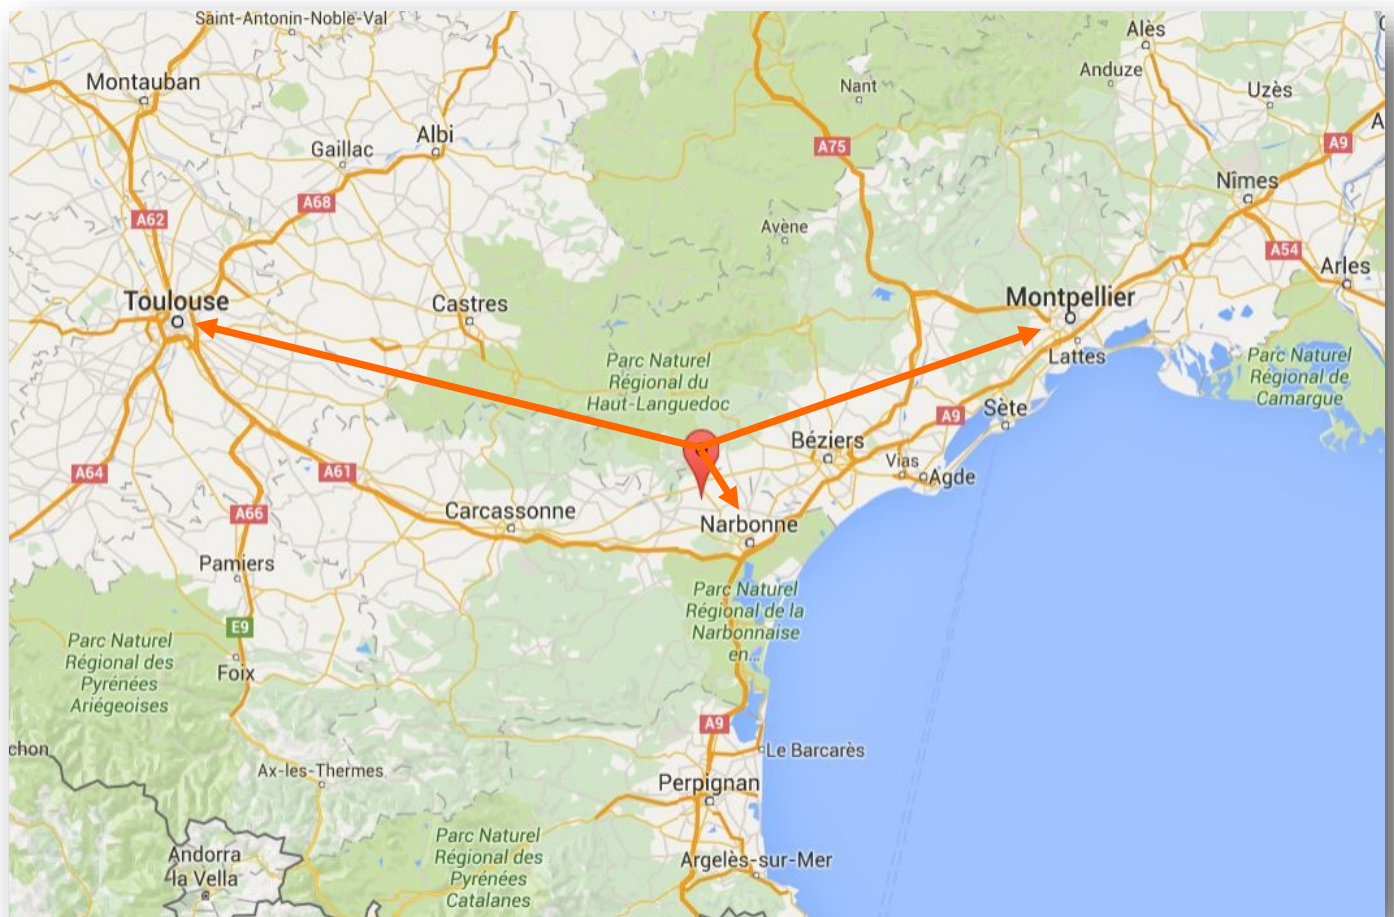 Saint-Antonin-Noble-Val
Alès
Montauban
Nant
Anduze
Uzès
A
Albi
Gaillac
A75
A9
Nîmes
A68
A62
Avène
A54
Arles
Toulouse
Castres
Montpellier
Lattes
Parc Naturel
Régional du
Haut-Languedoc
Parc Naturel
Régional de
Camargue
A9
Sète
Béziers
Vias
Agde
A64
A61
A66
Carcassonne
Narbonne
Pamiers
Parc Naturel
Régional de la
Narbonnaise
en...
E9
Parc Naturel
Régional des
Pyrénées
Ariégeoises
Foix
A9
chon
Le Barcarès
Ax-les-Thermes
Perpignan
Parc Naturel
Régional des
Pyrénées
Catalanes
Andorra
la Vella
Argelès-sur-Mer